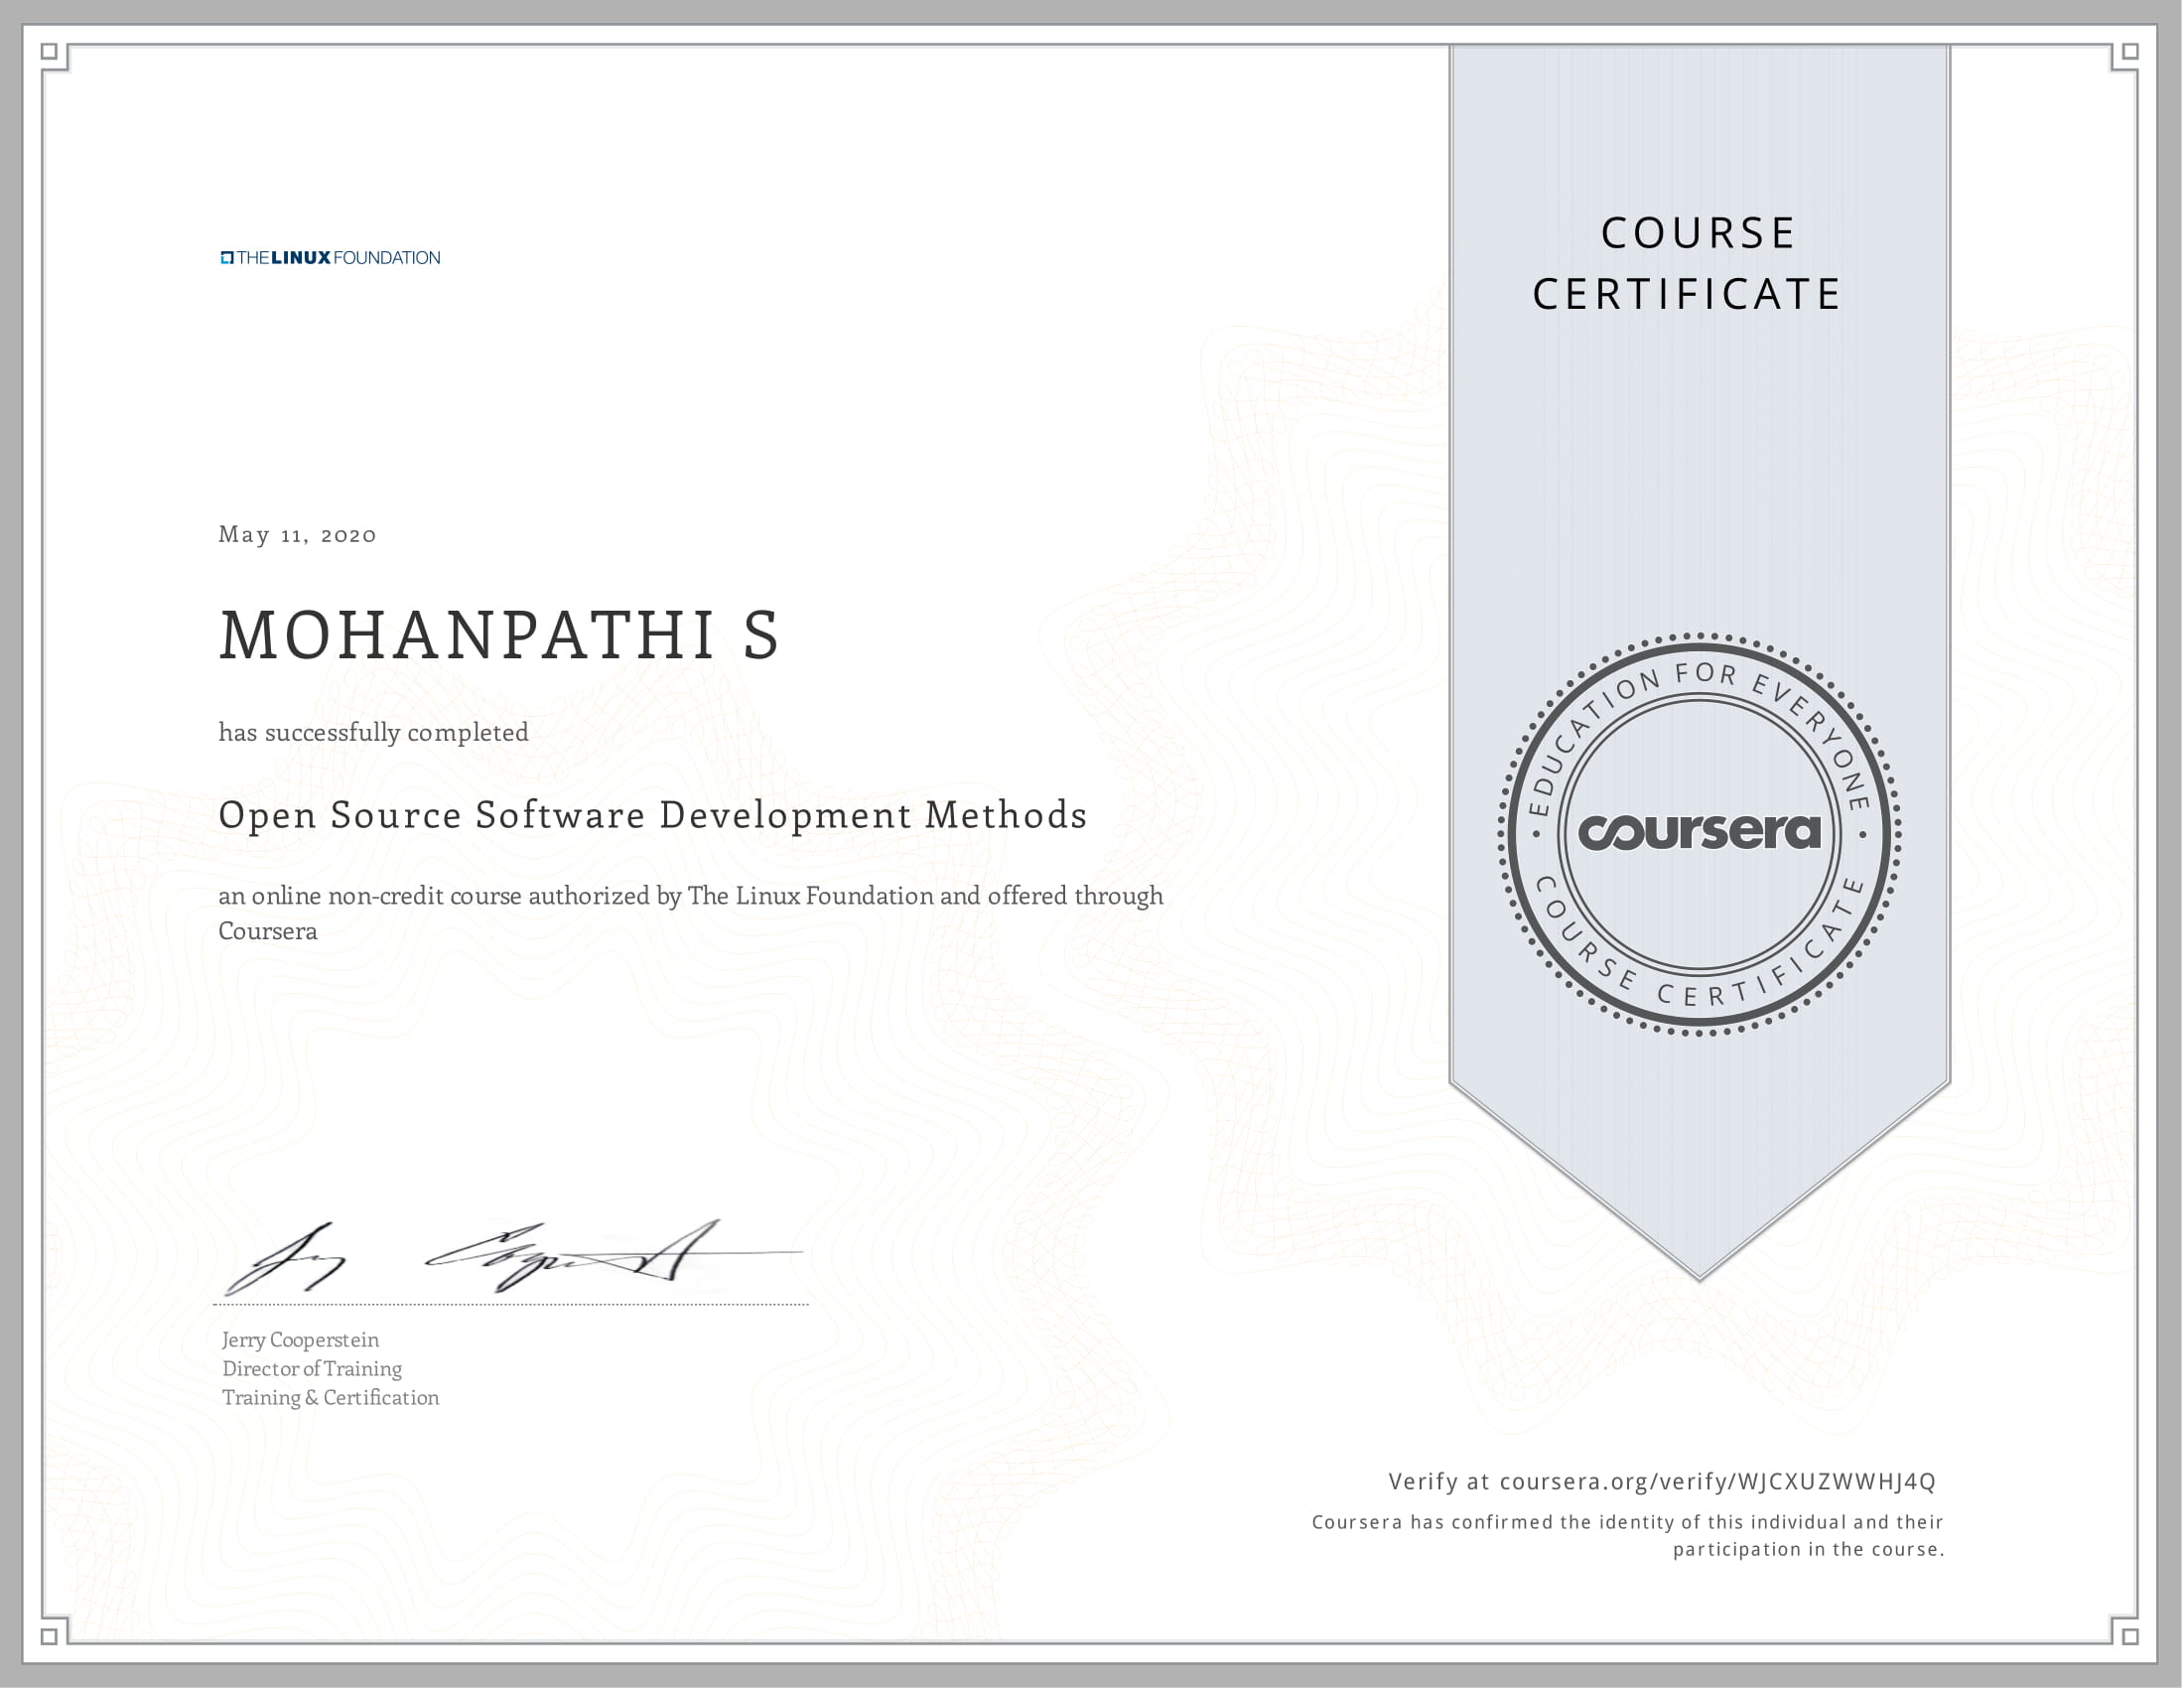 THE LINUX FOUNDATION
COURSE
CERTIFICATE
May 11, 2020
MOHANPATHI S
has successfully completed
Open Source Software Development Methods
an online non-credit course authorized by The Linux Foundation and offered through
Coursera
EDUCATION FOR EVERYONE
coursera
COURSE CERTIFICATE
Jerry Cooperstein
Director of Training
Training & Certification
Verify at coursera.org/verify/WJCXUZWWHJ4Q
Coursera has confirmed the identity of this individual and their
participation in the course.